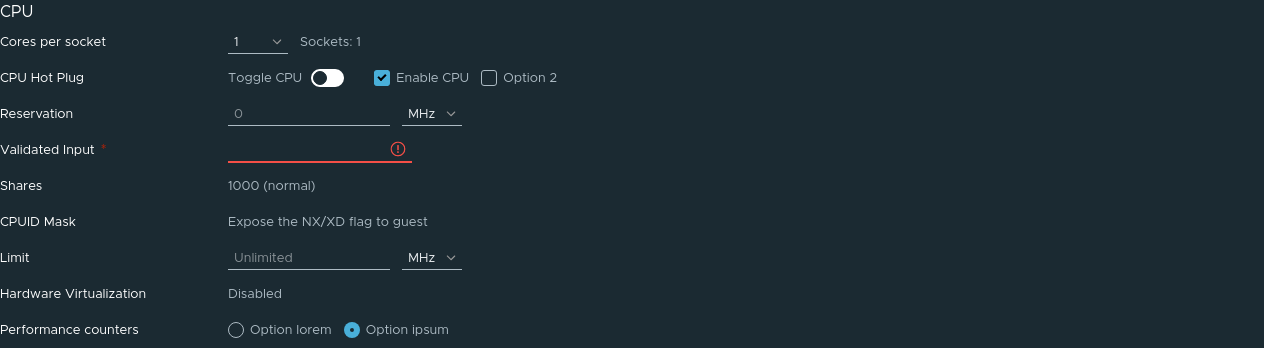 CPU
Cores per socket 1 Sockets: 1
CPU Hot Plug Toggle CPU Enable CPU Option 2
Reservation 0 MHz
Validated Input *
Shares 1000 (normal)
CPUID Mask Expose the NX/XD flag to guest
Limit Unlimited MHz
Hardware Virtualization Disabled
Performance counters Option lorem Option ipsum